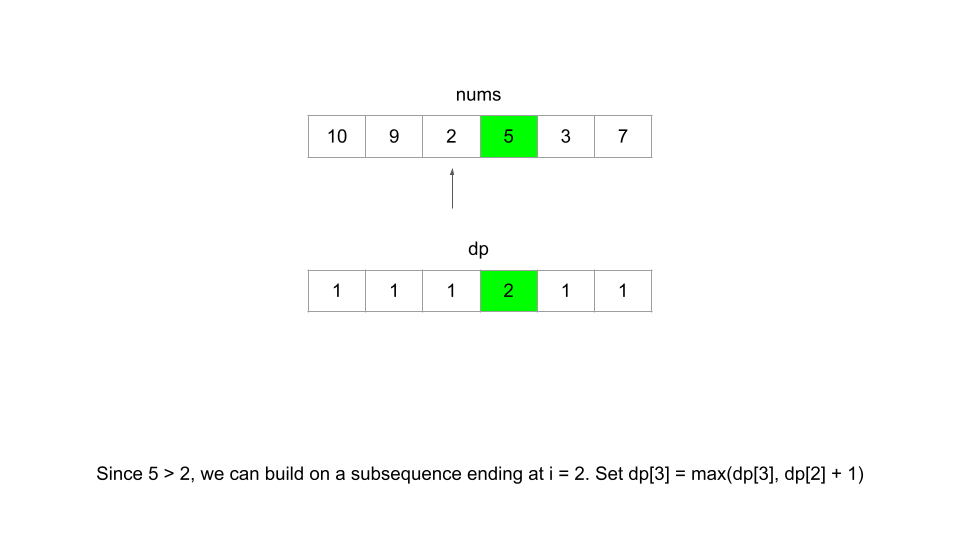 nums
10 9 2 5 3 7
dp
1 1 1 2 1 1
Since 5 > 2, we can build on a subsequence ending at i = 2. Set dp[3] = max(dp[3], dp[2] + 1)